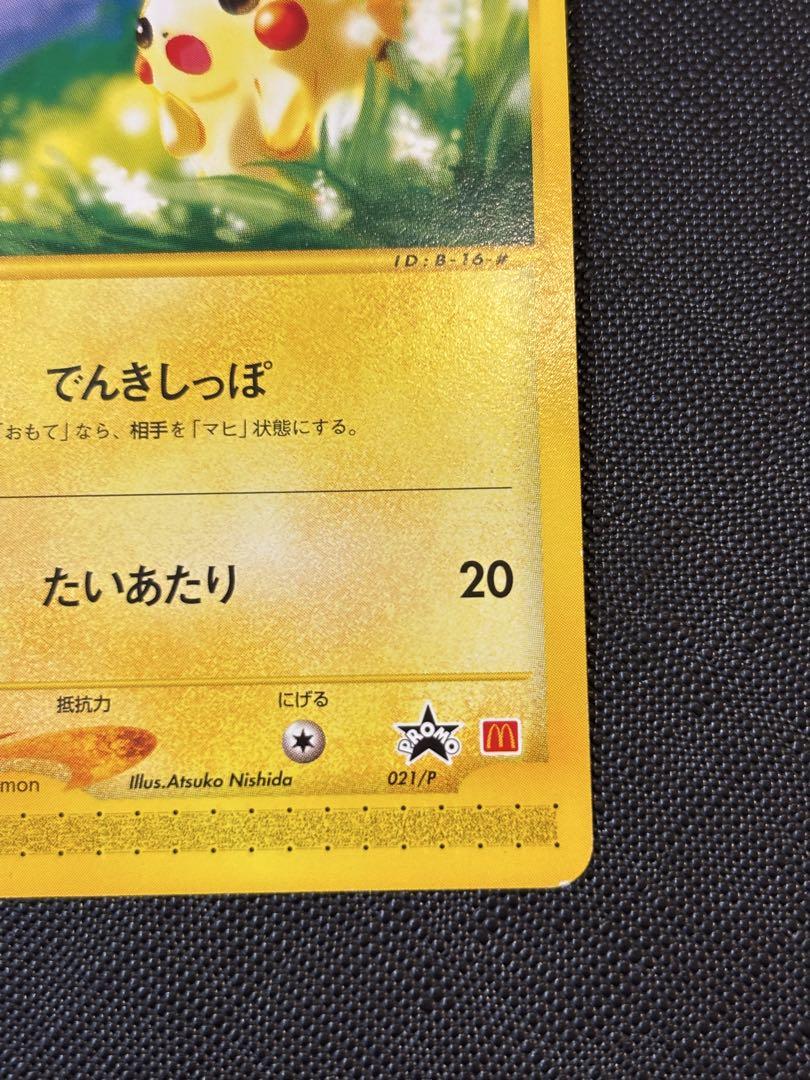 ID:B-16-#
でんきしっぽ
「おもて」なら、相手を「マヒ」状態にする。
たいあたり 20
抵抗力 にげる
PROMO
mon Illus.Atsuko Nishida 021/P